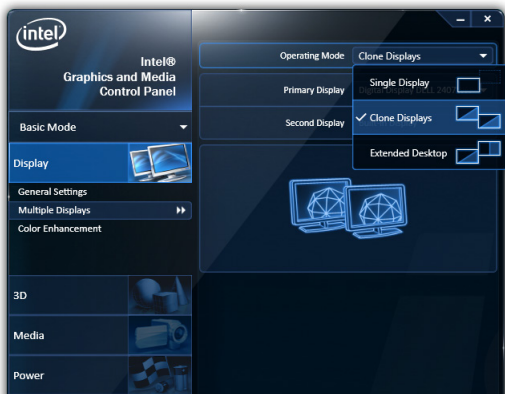 intel
Intel®
Graphics and Media
Control Panel
Basic Mode
Display
General Settings
Multiple Displays
Color Enhancement
3D
Media
Power
Operating Mode
Clone Displays
Primary Display
Second Display
Single Display
Clone Displays
Extended Desktop